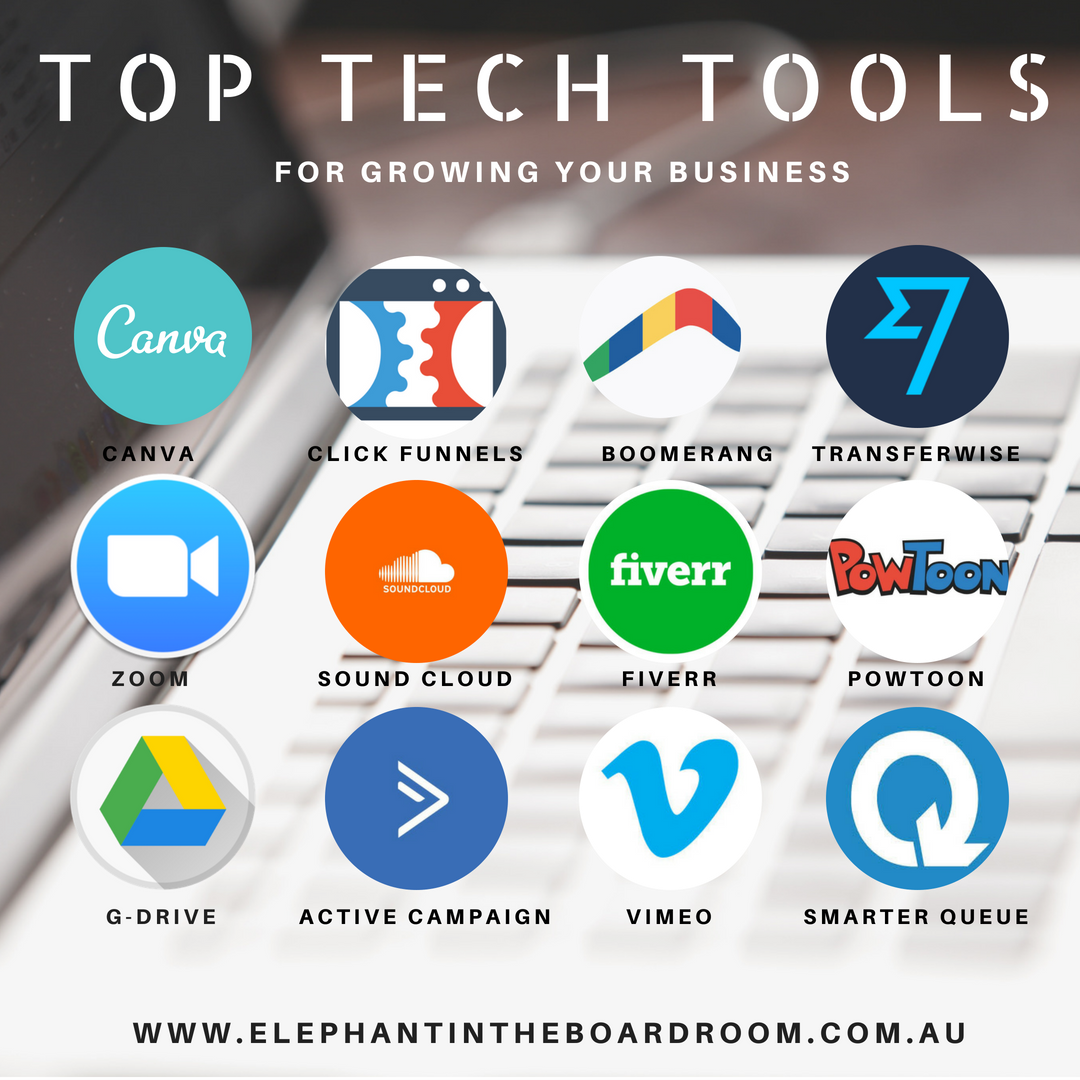 TOP TECH TOOLS
FOR GROWING YOUR BUSINESS
Canva
CANVA
CLICK FUNNELS
BOOMERANG
TRANSFERWISE
ZOOM
SOUNDCLOUD
SOUND CLOUD
fiverr
FIVERR
POWTOON
POWTOON
G-DRIVE
ACTIVE CAMPAIGN
VIMEO
SMARTER QUEUE
WWW.ELEPHANTINTHEBOARDROOM.COM.AU